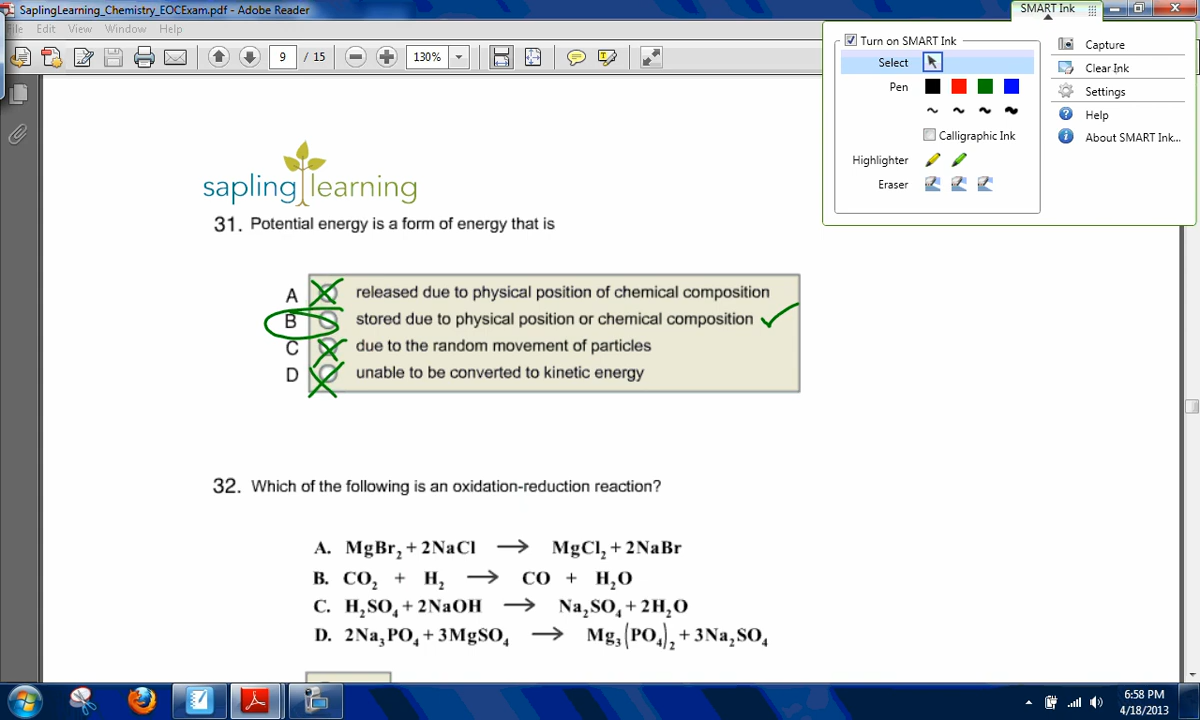 SaplingLearning_Chemistry_EOCExam.pdf - Adobe Reader
SMART Ink
File Edit View Window Help
9 / 15
130%
Turn on SMART Ink
Select
Pen
Calligraphic Ink
Highlighter
Eraser
Capture
Clear Ink
Settings
Help
About SMART Ink...
sapling learning
31. Potential energy is a form of energy that is
A released due to physical position of chemical composition
B stored due to physical position or chemical composition
C due to the random movement of particles
D unable to be converted to kinetic energy
32. Which of the following is an oxidation-reduction reaction?
A. MgBr₂ + 2NaCl → MgCl₂ + 2NaBr
B. CO₂ + H₂ → CO + H₂O
C. H₂SO₄ + 2NaOH → Na₂SO₄ + 2H₂O
D. 2Na₃PO₄ + 3MgSO₄ → Mg₃(PO₄)₂ + 3Na₂SO₄
6:58 PM
4/18/2013